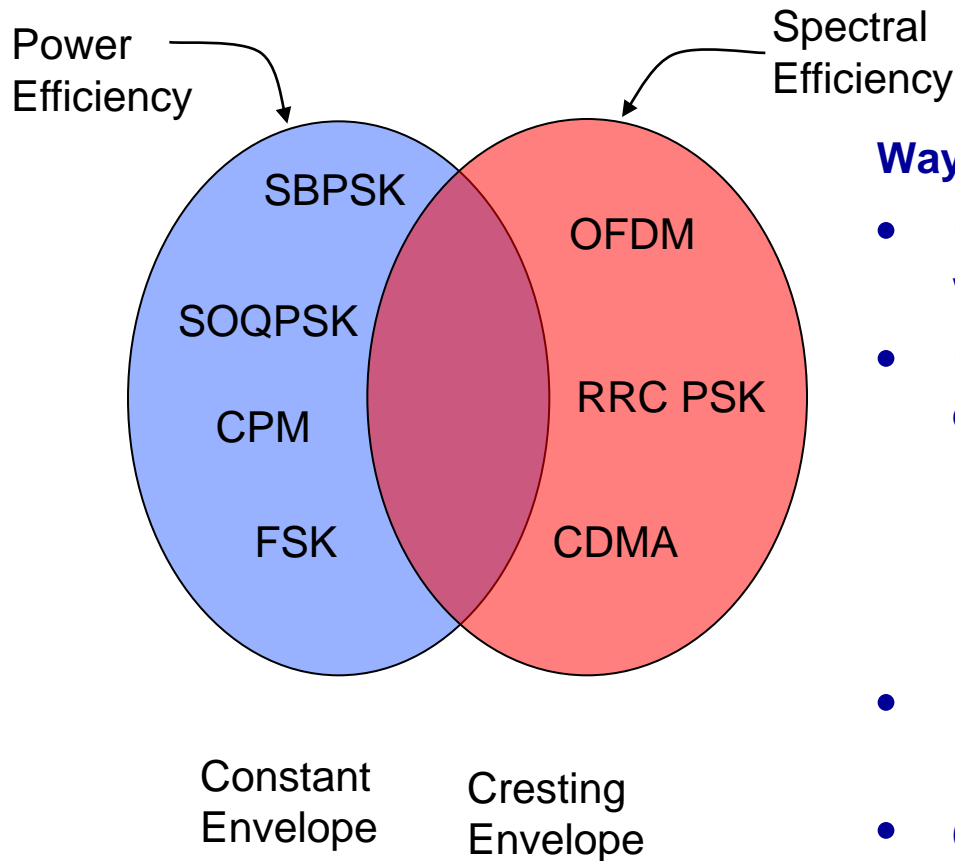 Power
Efficiency
Spectral
Efficiency
SBPSK
SOQPSK
CPM
FSK
OFDM
RRC PSK
CDMA
Constant
Envelope
Cresting
Envelope